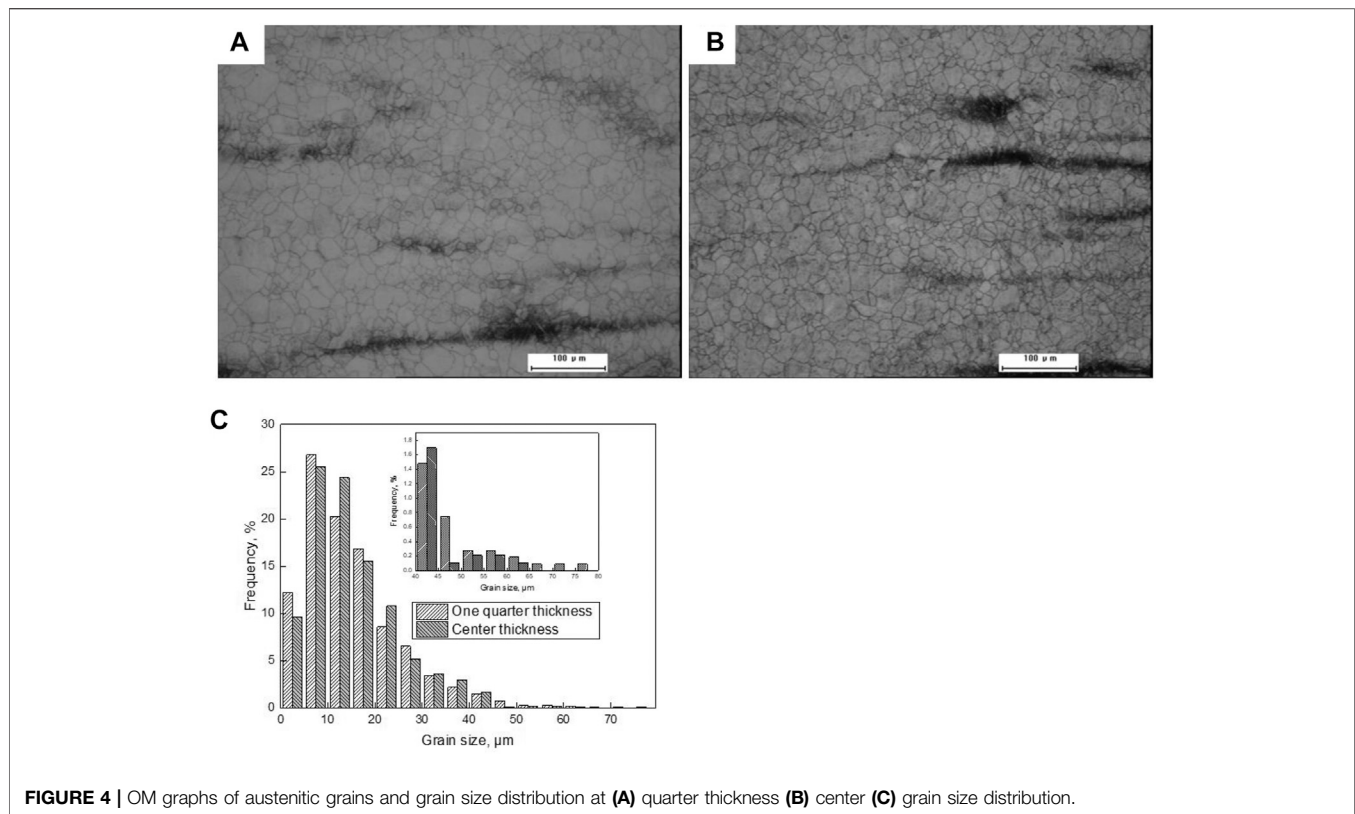 A
B
100 µm
100 µm
C
30
25
20
15
10
5
0
Frequency, %
0 10 20 30 40 50 60 70
Grain size, µm
1.8
1.6
1.4
1.2
1.0
0.8
0.6
0.4
0.2
0.0
Frequency, %
40 45 50 55 60 65 70 75 80
Grain size, µm
One quarter thickness
Center thickness
FIGURE 4 | OM graphs of austenitic grains and grain size distribution at (A) quarter thickness (B) center (C) grain size distribution.